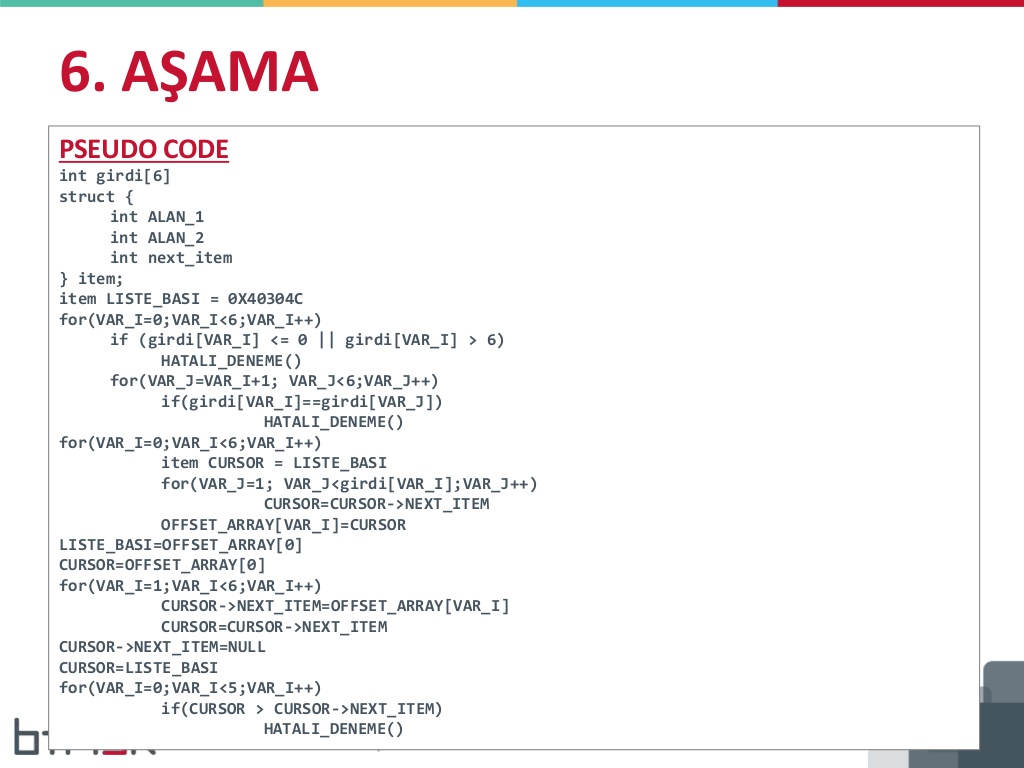 6. AŞAMA
PSEUDO CODE
int girdi[6]
struct {
int ALAN_1
int ALAN_2
int next_item
} item;
item LISTE_BASI = 0X40304C
for(VAR_I=0;VAR_I<6;VAR_I++)
if (girdi[VAR_I] <= 0 || girdi[VAR_I] > 6)
HATALI_DENEME()
for(VAR_J=VAR_I+1; VAR_J<6;VAR_J++)
if(girdi[VAR_I]==girdi[VAR_J])
HATALI_DENEME()
for(VAR_I=0;VAR_I<6;VAR_I++)
item CURSOR = LISTE_BASI
for(VAR_J=1; VAR_J<girdi[VAR_I];VAR_J++)
CURSOR=CURSOR->NEXT_ITEM
OFFSET_ARRAY[VAR_I]=CURSOR
LISTE_BASI=OFFSET_ARRAY[0]
CURSOR=OFFSET_ARRAY[0]
for(VAR_I=1;VAR_I<6;VAR_I++)
CURSOR->NEXT_ITEM=OFFSET_ARRAY[VAR_I]
CURSOR=CURSOR->NEXT_ITEM
CURSOR->NEXT_ITEM=NULL
CURSOR=LISTE_BASI
for(VAR_I=0;VAR_I<5;VAR_I++)
if(CURSOR > CURSOR->NEXT_ITEM)
HATALI_DENEME()